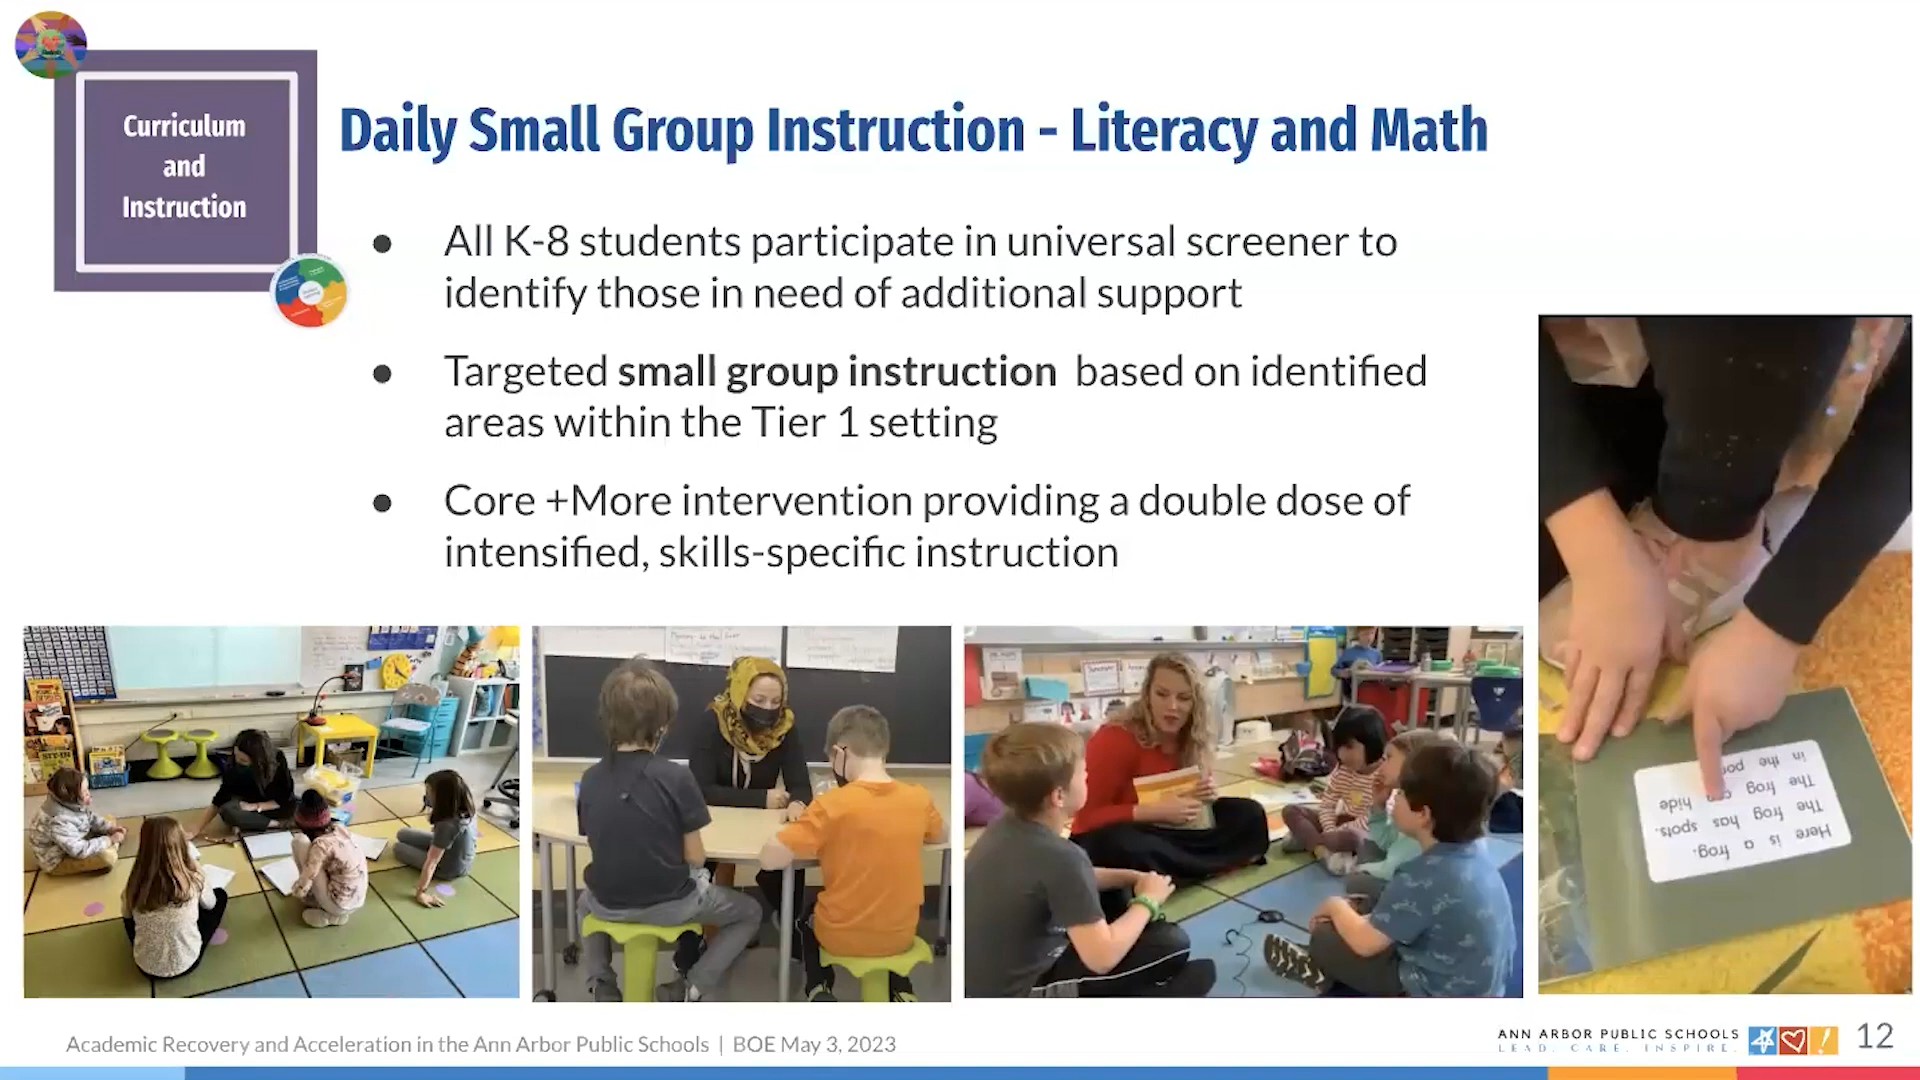 Curriculum
and
Instruction
Daily Small Group Instruction - Literacy and Math
● All K-8 students participate in universal screener to
identify those in need of additional support
● Targeted small group instruction based on identified
areas within the Tier 1 setting
● Core +More intervention providing a double dose of
intensified, skills-specific instruction
Here is a frog.
The frog has spots.
The frog hide
in the
Academic Recovery and Acceleration in the Ann Arbor Public Schools | BOE May 3, 2023
ANN ARBOR PUBLIC SCHOOLS
LEAD. CARE. INSPIRE.
12